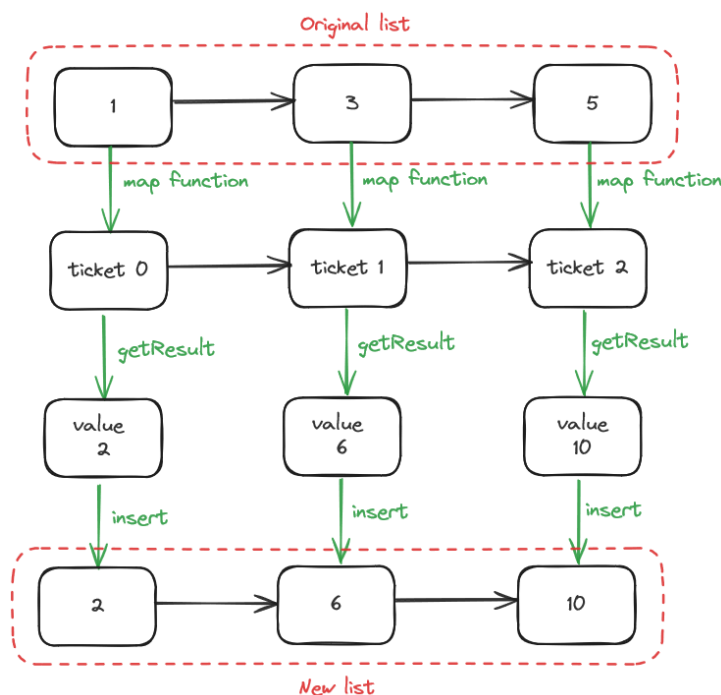 Original list
1
3
5
map function
map function
map function
ticket 0
ticket 1
ticket 2
getResult
getResult
getResult
value
2
value
6
value
10
insert
insert
insert
2
6
10
New list